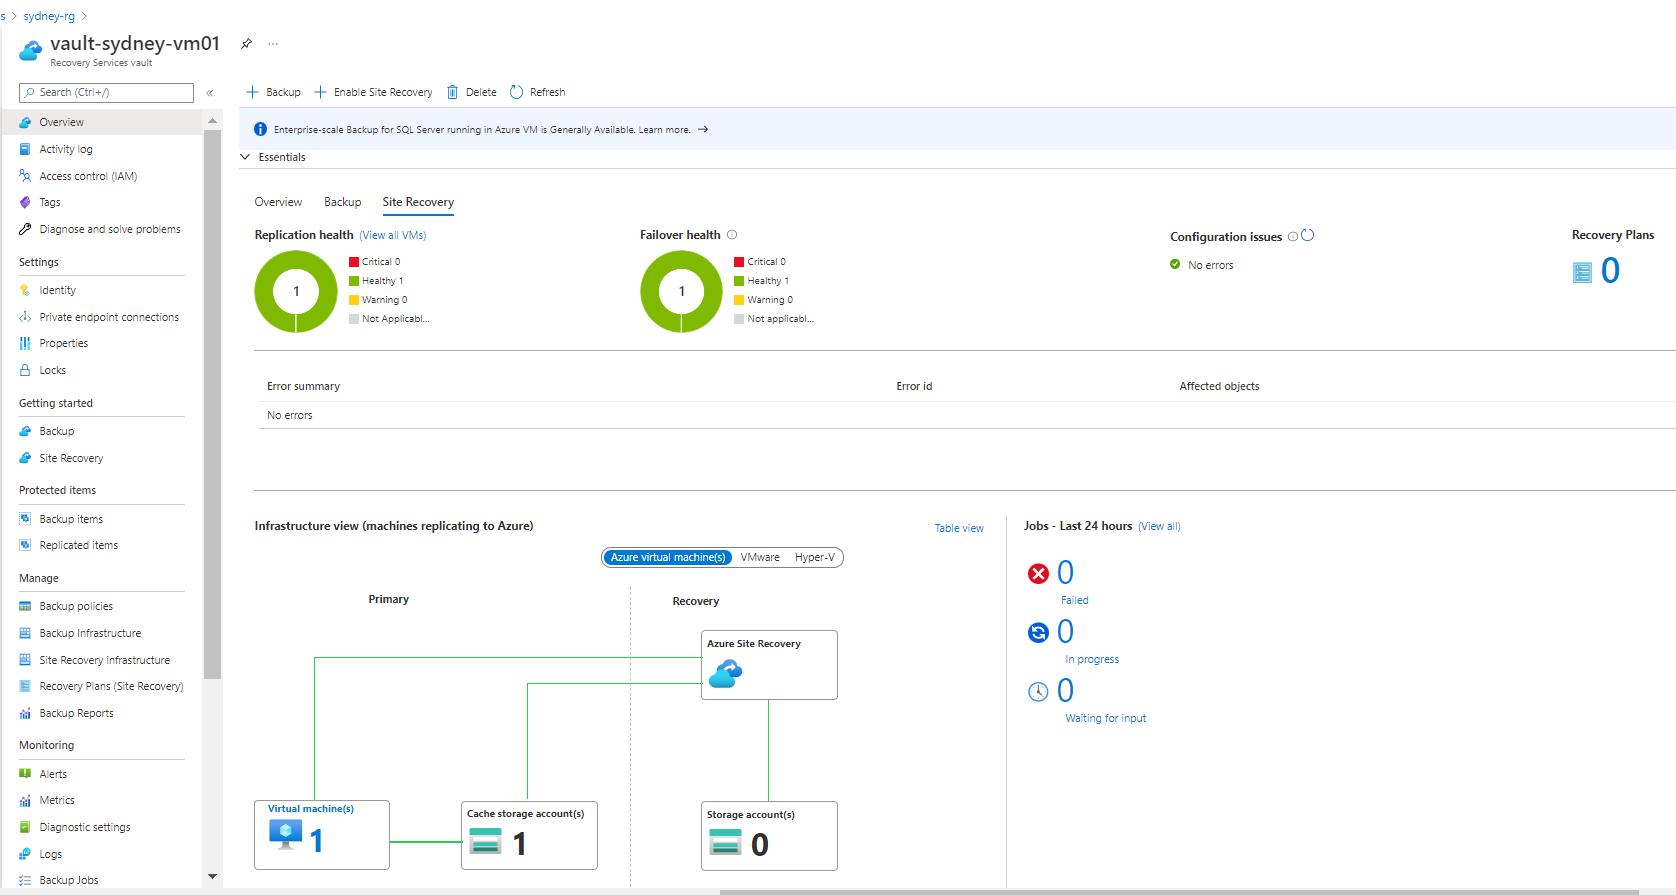 s > sydney-rg >
vault-sydney-vm01
...
Recovery Services vault
Search (Ctrl+/)
«
Overview
Activity log
Access control (IAM)
Tags
Diagnose and solve problems
Settings
Identity
Private endpoint connections
Properties
Locks
Getting started
Backup
Site Recovery
Protected items
Backup items
Replicated items
Manage
Backup policies
Backup Infrastructure
Site Recovery infrastructure
Recovery Plans (Site Recovery)
Backup Reports
Monitoring
Alerts
Metrics
Diagnostic settings
Logs
Backup Jobs
+ Backup + Enable Site Recovery Delete Refresh
Enterprise-scale Backup for SQL Server running in Azure VM is Generally Available. Learn more. →
Essentials
Overview Backup Site Recovery
Replication health (View all VMs)
1
Critical 0
Healthy 1
Warning 0
Not Applicabl...
Failover health
1
Critical 0
Healthy 1
Warning 0
Not applicabl...
Configuration issues
No errors
Recovery Plans
0
Error summary Error id Affected objects
No errors
Infrastructure view (machines replicating to Azure)
Table view
Azure virtual machine(s) VMware Hyper-V
Primary
Recovery
Azure Site Recovery
Virtual machine(s)
1
Cache storage account(s)
1
Storage account(s)
0
Jobs - Last 24 hours (View all)
0
Failed
0
In progress
0
Waiting for input